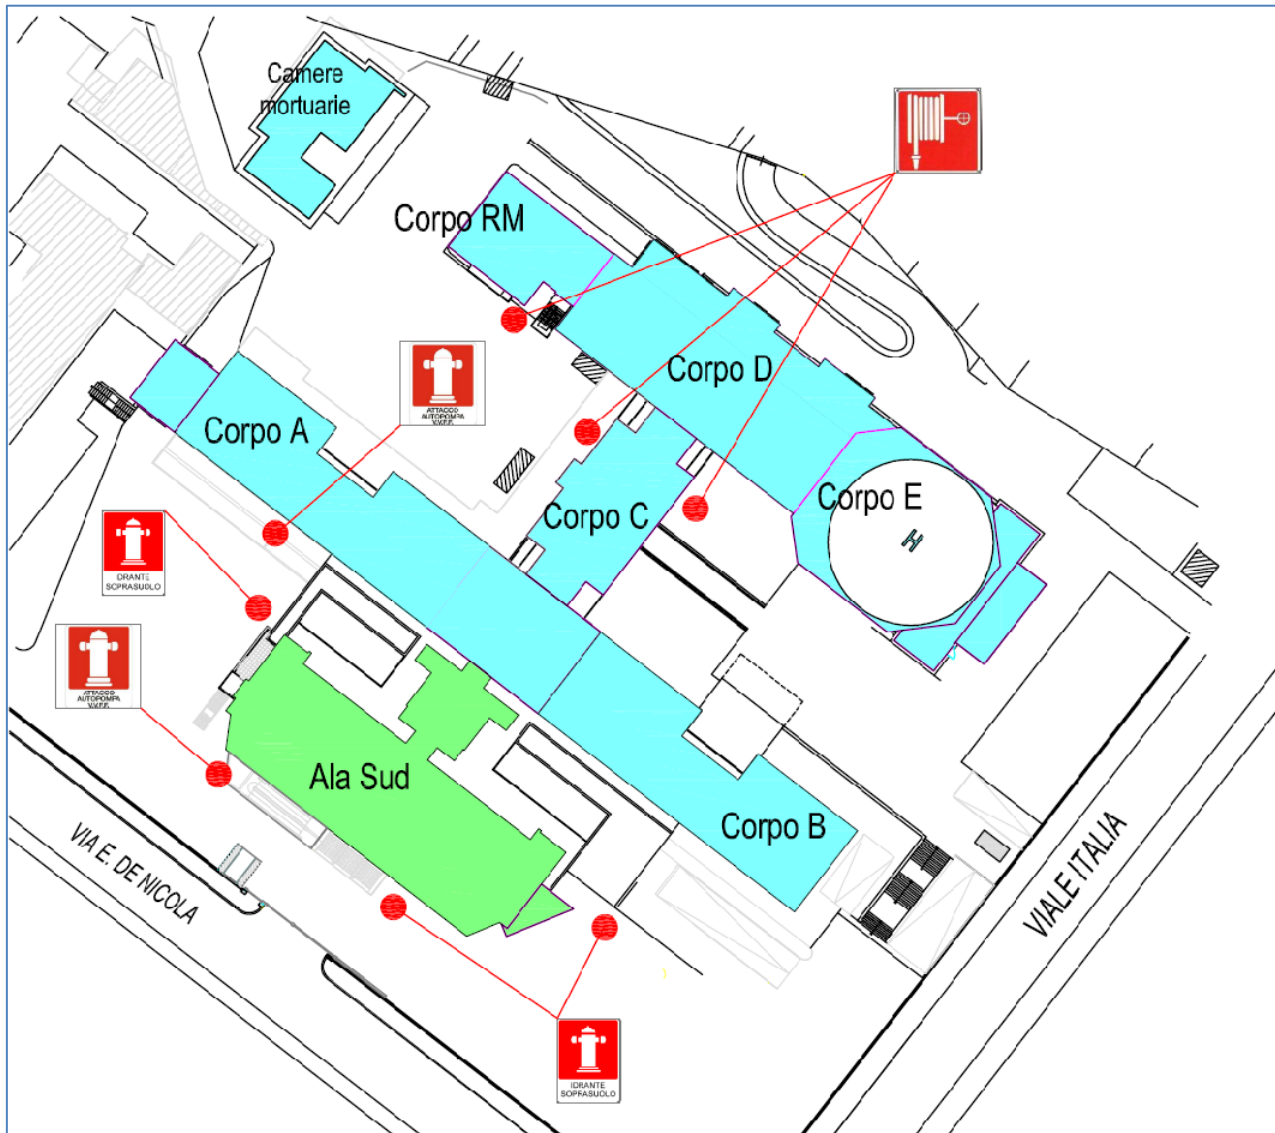 Camere
mortuarie
Corpo RM
Corpo D
ATTACCO
AUTOPOMPA
V.V.F.F.
Corpo A
Corpo E
H
Corpo C
IDRANTE
SOPRASUOLO
ATTACCO
AUTOPOMPA
V.V.F.F.
Ala Sud
Corpo B
VIA E. DE NICOLA
VIALE ITALIA
IDRANTE
SOPRASUOLO